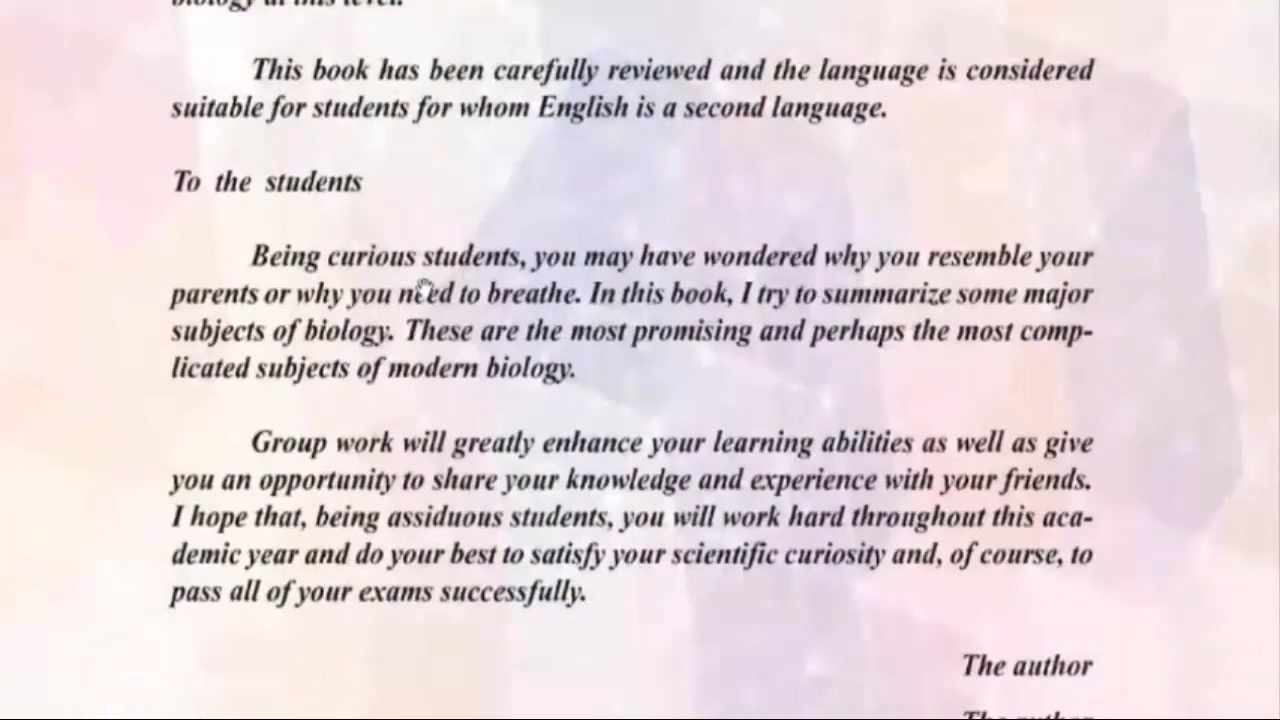 biology at this level.
This book has been carefully reviewed and the language is considered
suitable for students for whom English is a second language.
To the students
Being curious students, you may have wondered why you resemble your
parents or why you need to breathe. In this book, I try to summarize some major
subjects of biology. These are the most promising and perhaps the most comp-
licated subjects of modern biology.
Group work will greatly enhance your learning abilities as well as give
you an opportunity to share your knowledge and experience with your friends.
I hope that, being assiduous students, you will work hard throughout this aca-
demic year and do your best to satisfy your scientific curiosity and, of course, to
pass all of your exams successfully.
The author
The author